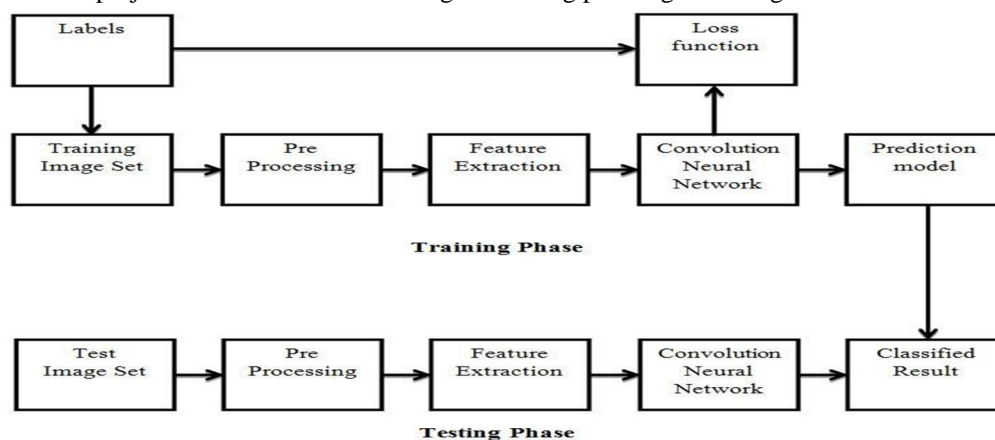 Labels
Loss
function
Training
Image Set
Pre
Processing
Feature
Extraction
Convolution
Neural
Network
Prediction
model
Training Phase
Test
Image Set
Pre
Processing
Feature
Extraction
Convolution
Neural
Network
Classified
Result
Testing Phase